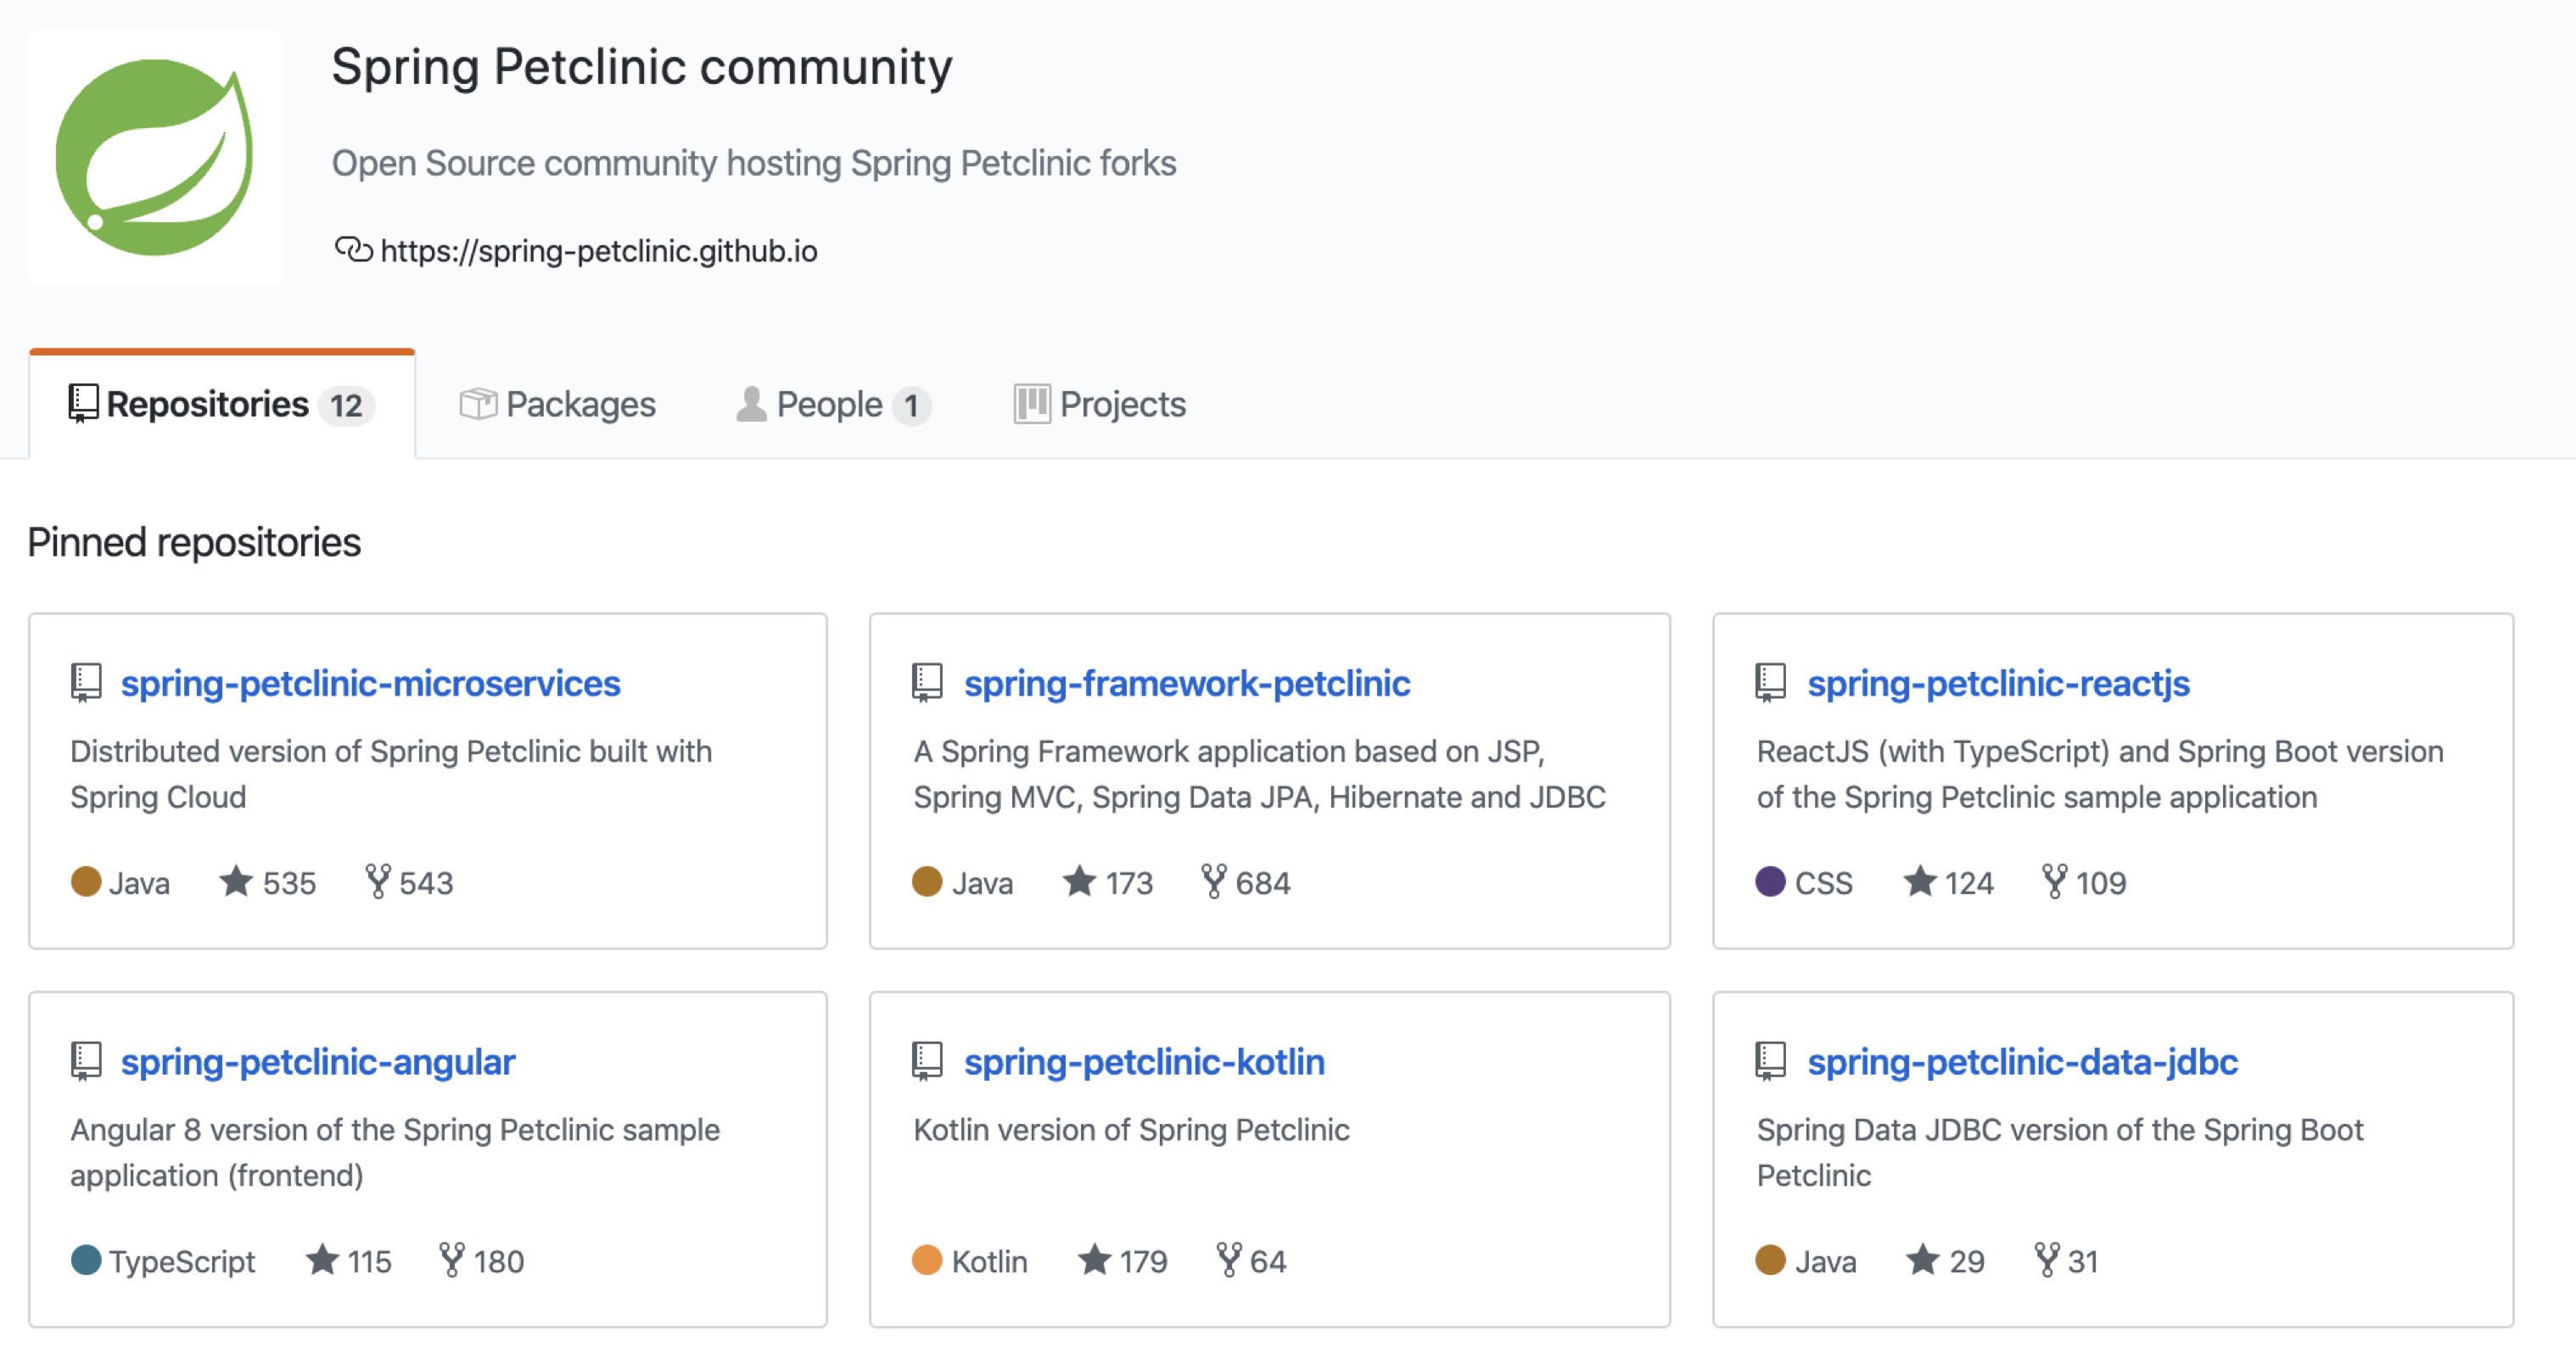 Spring Petclinic community
Open Source community hosting Spring Petclinic forks
https://spring-petclinic.github.io
Repositories 12 Packages People 1 Projects
Pinned repositories
spring-petclinic-microservices
Distributed version of Spring Petclinic built with
Spring Cloud
Java 535 543
spring-framework-petclinic
A Spring Framework application based on JSP,
Spring MVC, Spring Data JPA, Hibernate and JDBC
Java 173 684
spring-petclinic-reactjs
ReactJS (with TypeScript) and Spring Boot version
of the Spring Petclinic sample application
CSS 124 109
spring-petclinic-angular
Angular 8 version of the Spring Petclinic sample
application (frontend)
TypeScript 115 180
spring-petclinic-kotlin
Kotlin version of Spring Petclinic
Kotlin 179 64
spring-petclinic-data-jdbc
Spring Data JDBC version of the Spring Boot
Petclinic
Java 29 31